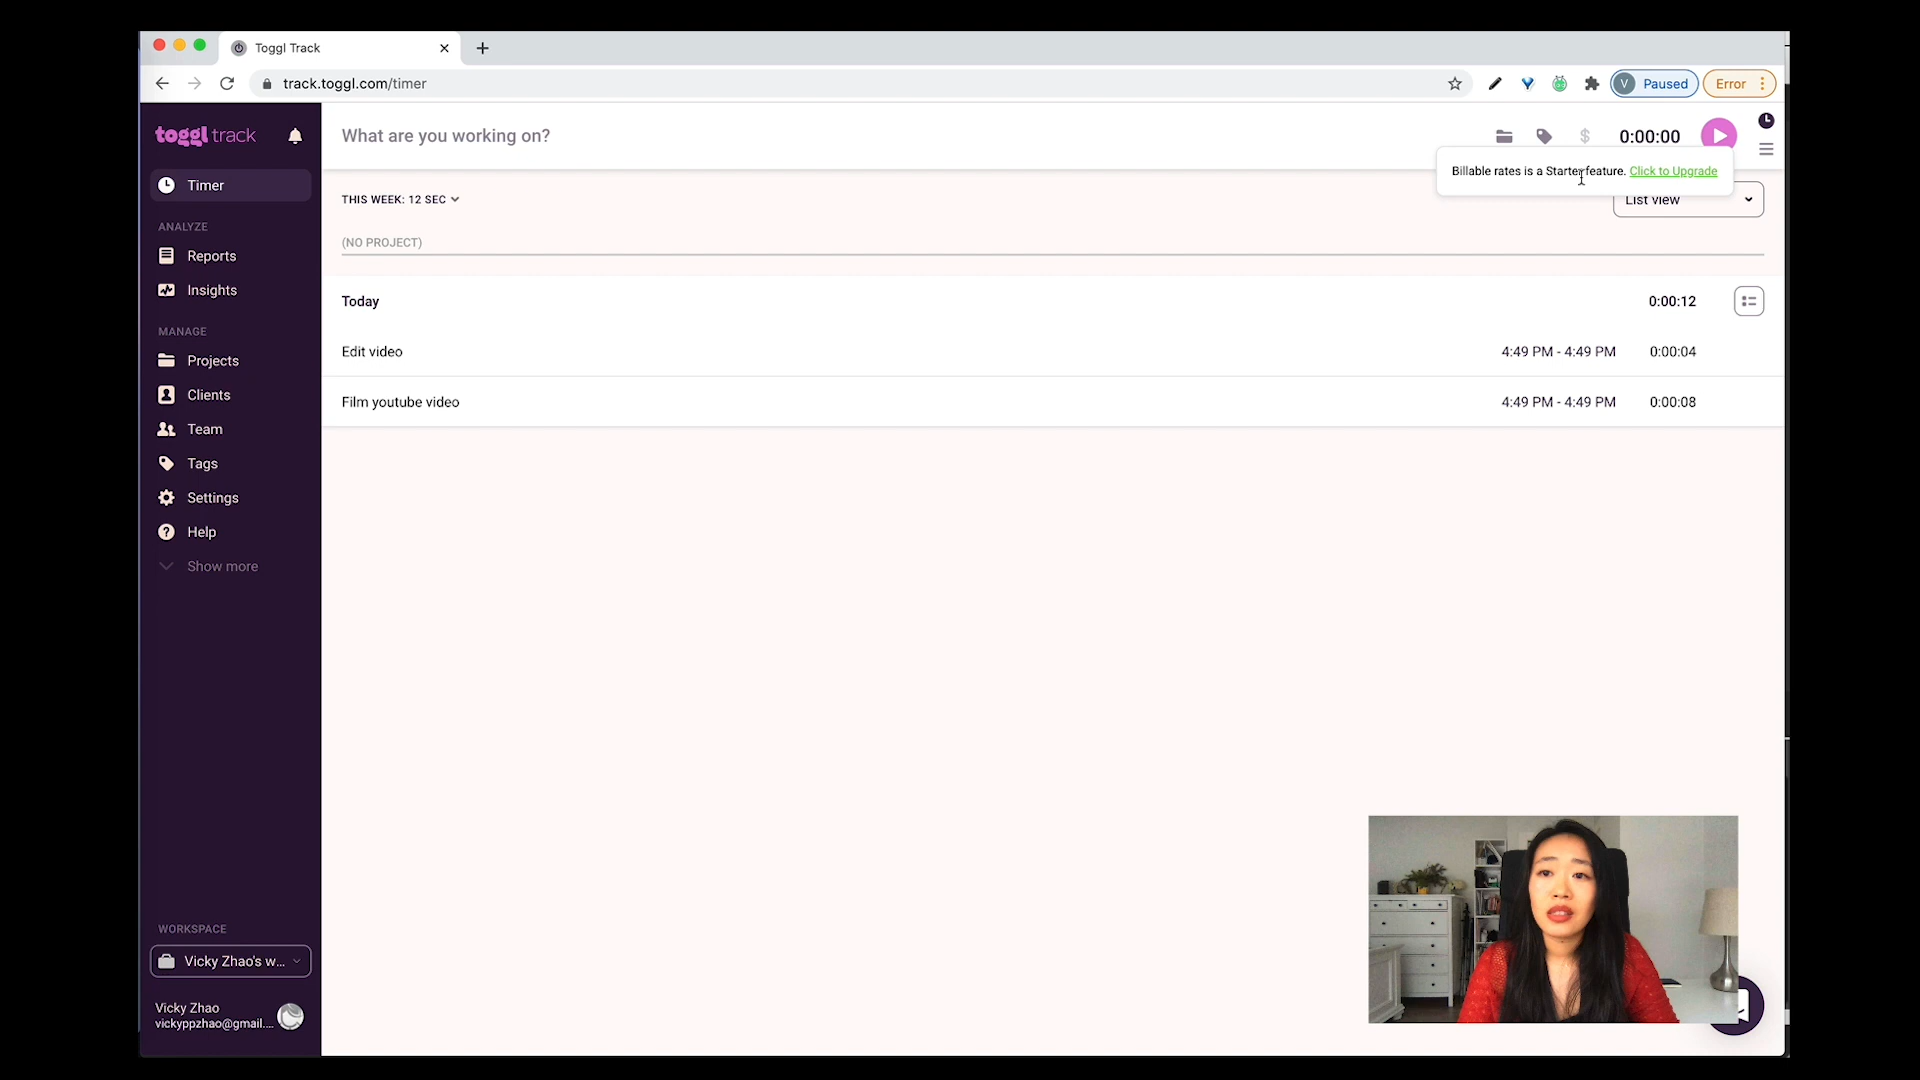 Toggl Track
track.toggl.com/timer
V Paused
Error
toggl track
What are you working on?
$ 0:00:00
Billable rates is a Starter feature. Click to Upgrade
Timer
THIS WEEK: 12 SEC
List view
ANALYZE
(NO PROJECT)
Reports
Insights
Today
0:00:12
MANAGE
Projects
Edit video
4:49 PM - 4:49 PM 0:00:04
Clients
Film youtube video
4:49 PM - 4:49 PM 0:00:08
Team
Tags
Settings
Help
Show more
WORKSPACE
Vicky Zhao's w...
Vicky Zhao
vickyppzhao@gmail....